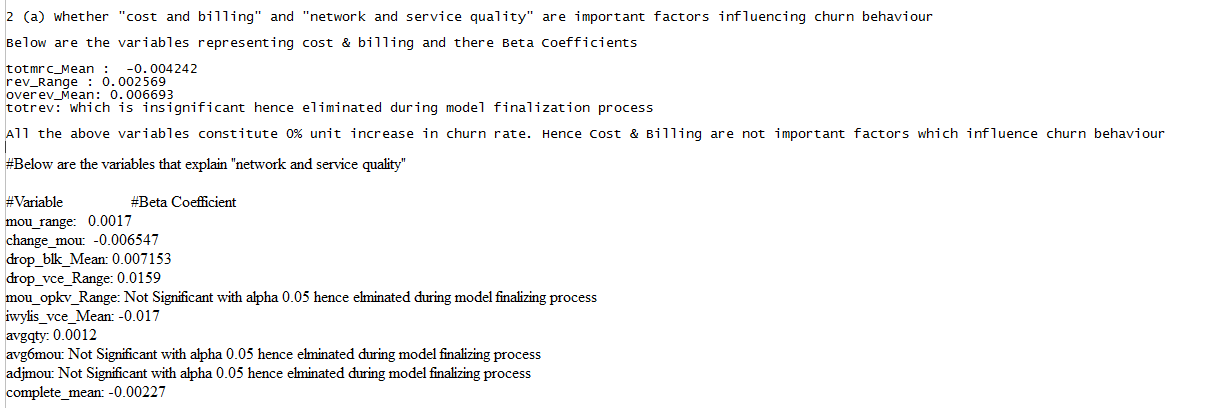 2 (a) Whether "cost and billing" and "network and service quality" are important factors influencing churn behaviour
Below are the variables representing cost & billing and there Beta Coefficients
totmrc_Mean : -0.004242
rev_Range : 0.002569
overev_Mean: 0.006693
totrev: Which is insignificant hence eliminated during model finalization process
All the above variables constitute 0% unit increase in churn rate. Hence Cost & Billing are not important factors which influence churn behaviour
#Below are the variables that explain "network and service quality"
#Variable #Beta Coefficient
mou_range: 0.0017
change_mou: -0.006547
drop_blk_Mean: 0.007153
drop_vce_Range: 0.0159
mou_opkv_Range: Not Significant with alpha 0.05 hence elminated during model finalizing process
iwylis_vce_Mean: -0.017
avgqty: 0.0012
avg6mou: Not Significant with alpha 0.05 hence elminated during model finalizing process
adjmou: Not Significant with alpha 0.05 hence elminated during model finalizing process
complete_mean: -0.00227